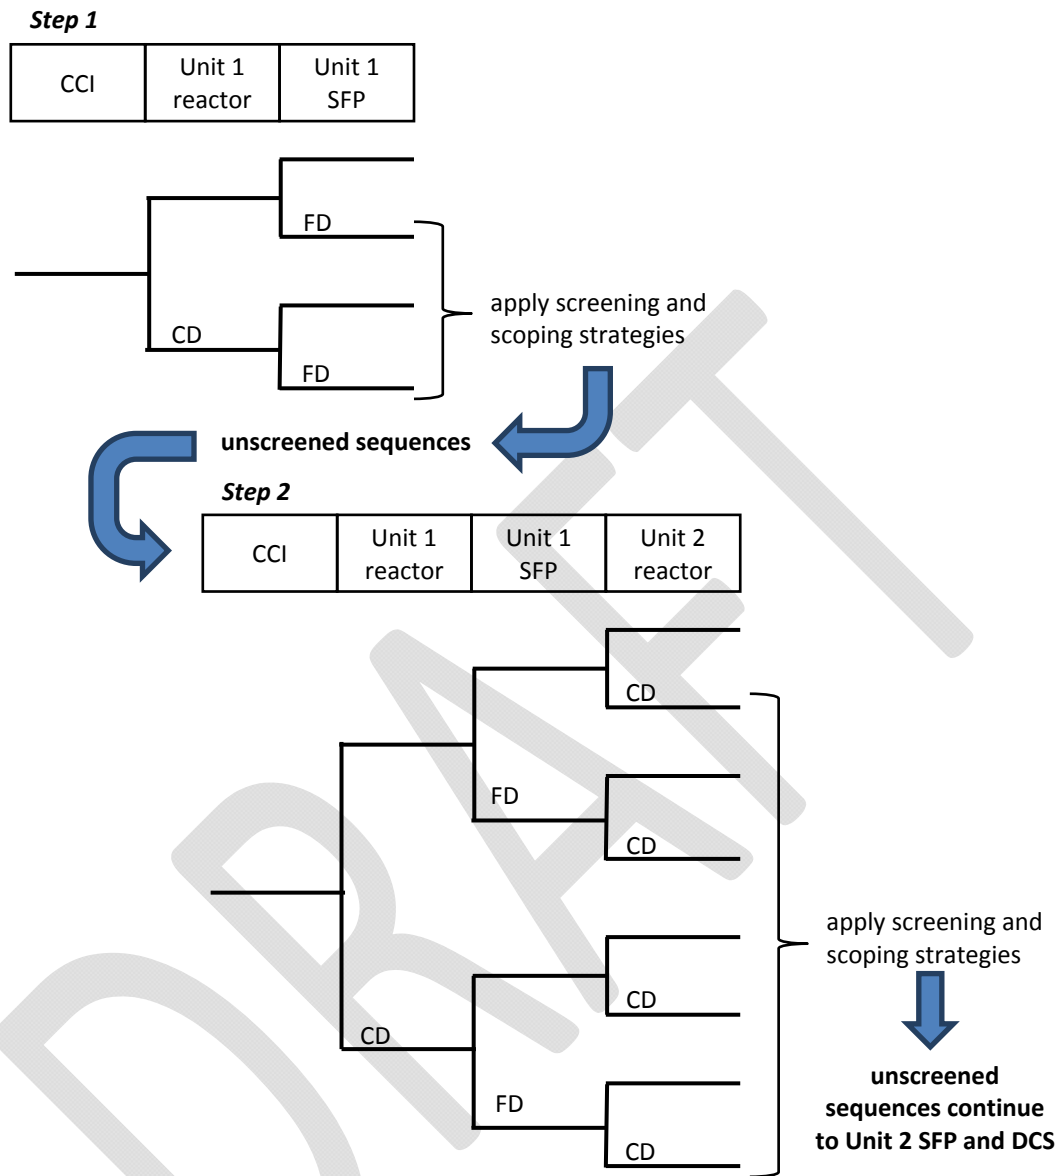 Step 1
CCI
Unit 1
reactor
Unit 1
SFP
FD
CD
FD
apply screening and
scoping strategies
unscreened sequences
Step 2
CCI
Unit 1
reactor
Unit 1
SFP
Unit 2
reactor
CD
FD
CD
CD
CD
FD
CD
apply screening and
scoping strategies
unscreened
sequences continue
to Unit 2 SFP and DCS
DRAFT